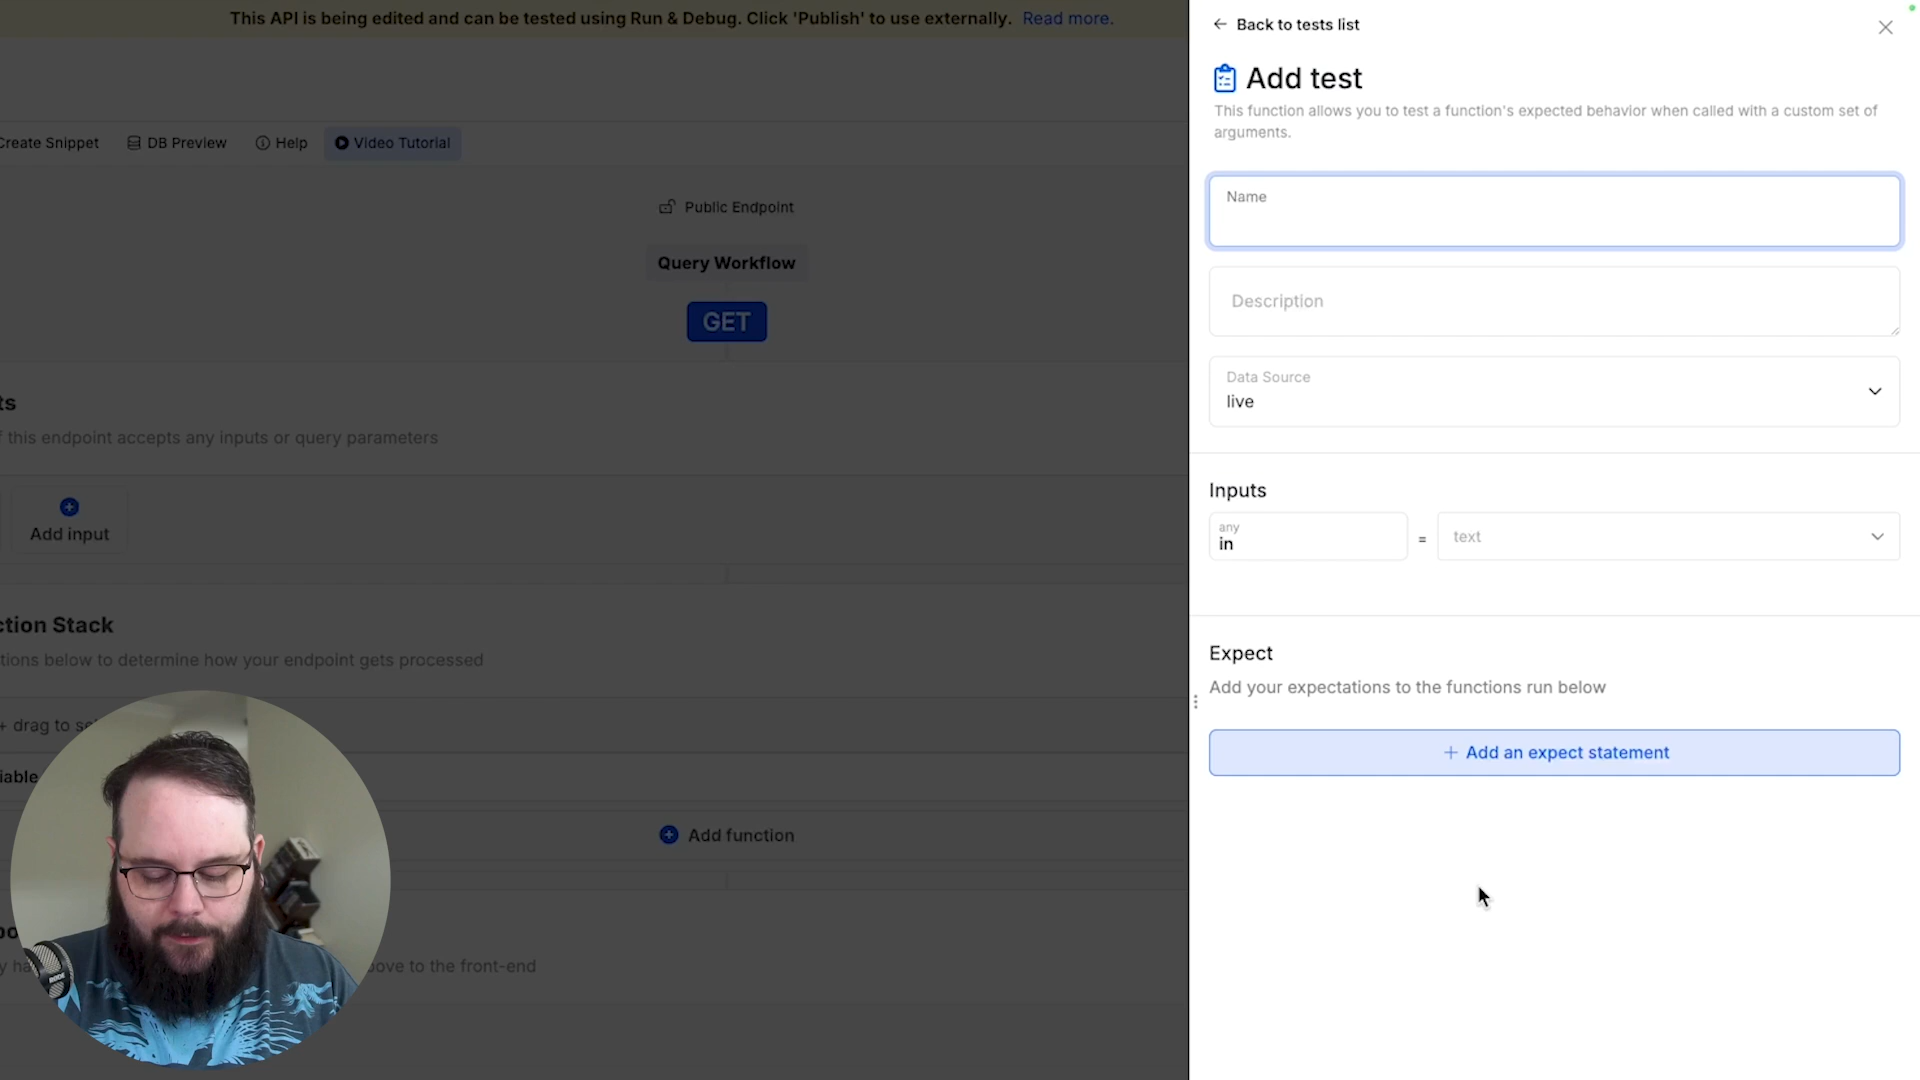 This API is being edited and can be tested using Run & Debug. Click 'Publish' to use externally. Read more.
Create Snippet
DB Preview
Help
Video Tutorial
Public Endpoint
Query Workflow
GET
ts
this endpoint accepts any inputs or query parameters
Add input
ction Stack
tions below to determine how your endpoint gets processed
+ drag to se
iable
Add function
ove to the front-end
RODE
← Back to tests list
Add test
This function allows you to test a function's expected behavior when called with a custom set of
arguments.
Name
Description
Data Source
live
Inputs
any
in
=
text
Expect
Add your expectations to the functions run below
+ Add an expect statement